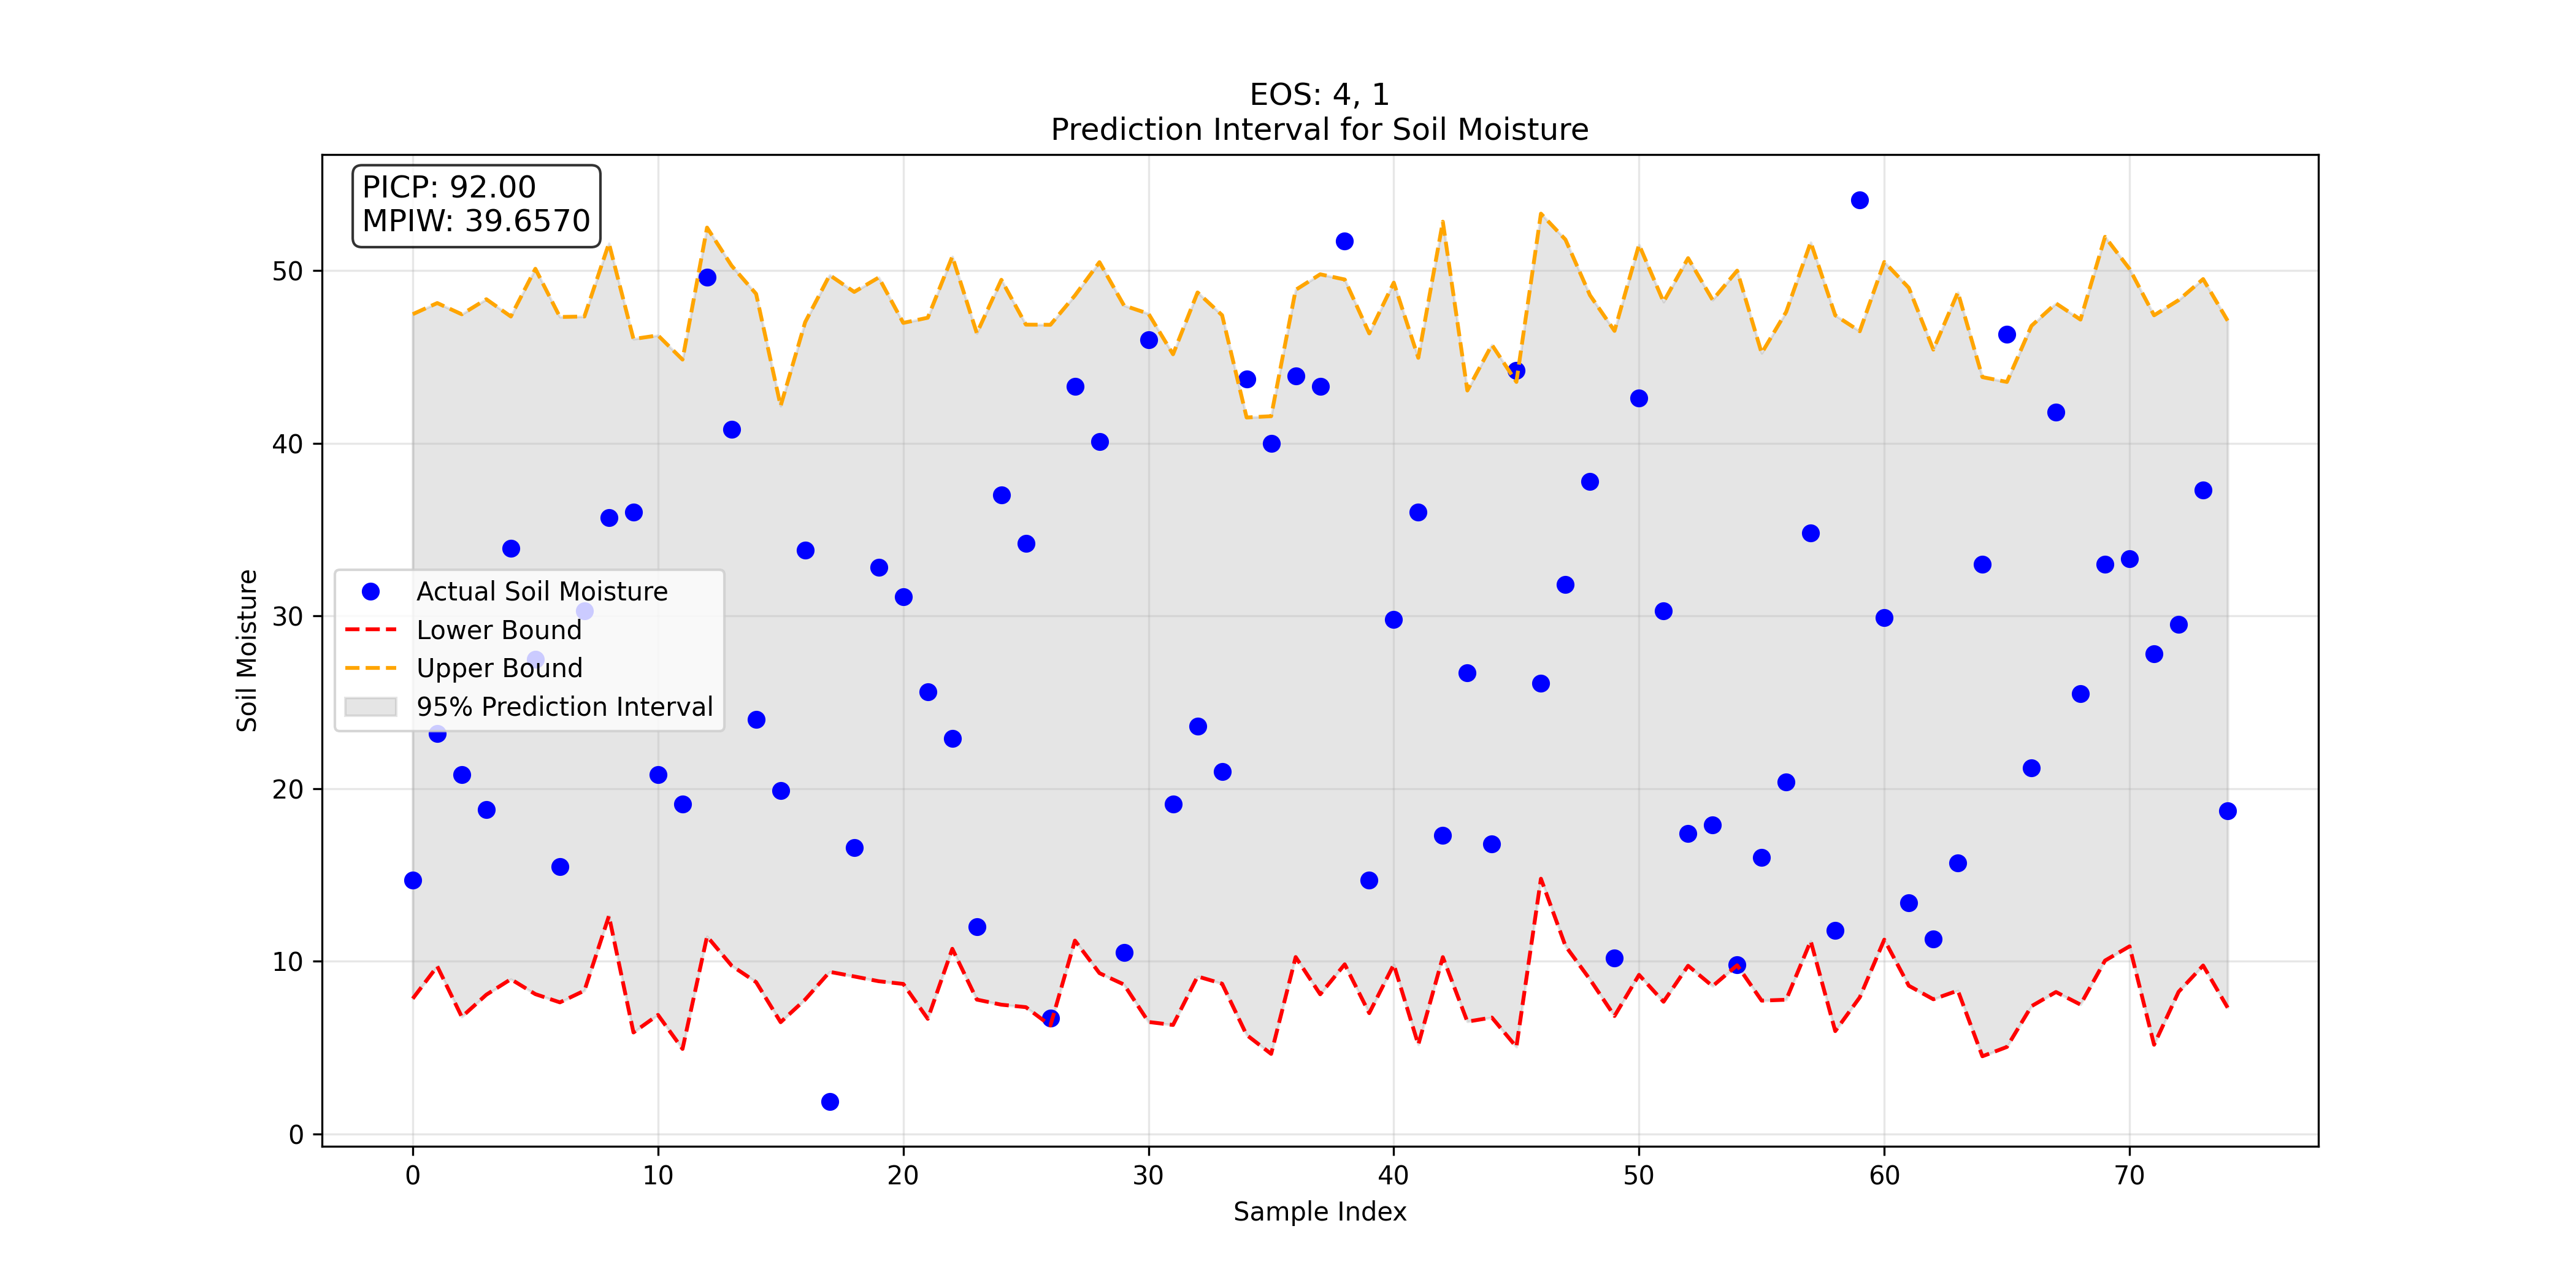 EOS: 4, 1
Prediction Interval for Soil Moisture
PICP: 92.00
MPIW: 39.6570
50
40
30
20
10
0
Soil Moisture
Actual Soil Moisture
Lower Bound
Upper Bound
95% Prediction Interval
0 10 20 30 40 50 60 70
Sample Index